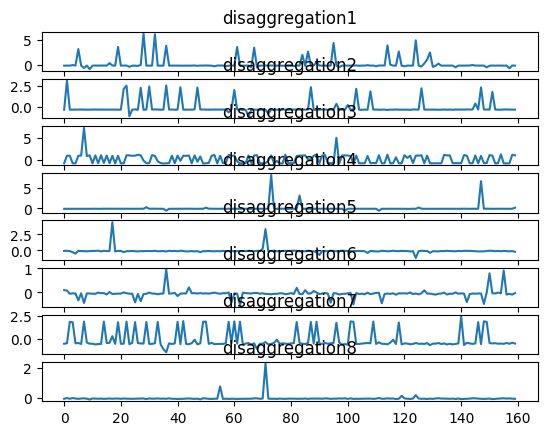 disaggregation1
5
0
disaggregation2
2.5
0.0
disaggregation3
5
0
disaggregation4
5
0
disaggregation5
2.5
0.0
disaggregation6
1
0
disaggregation7
2.5
0.0
disaggregation8
2
0
0 20 40 60 80 100 120 140 160